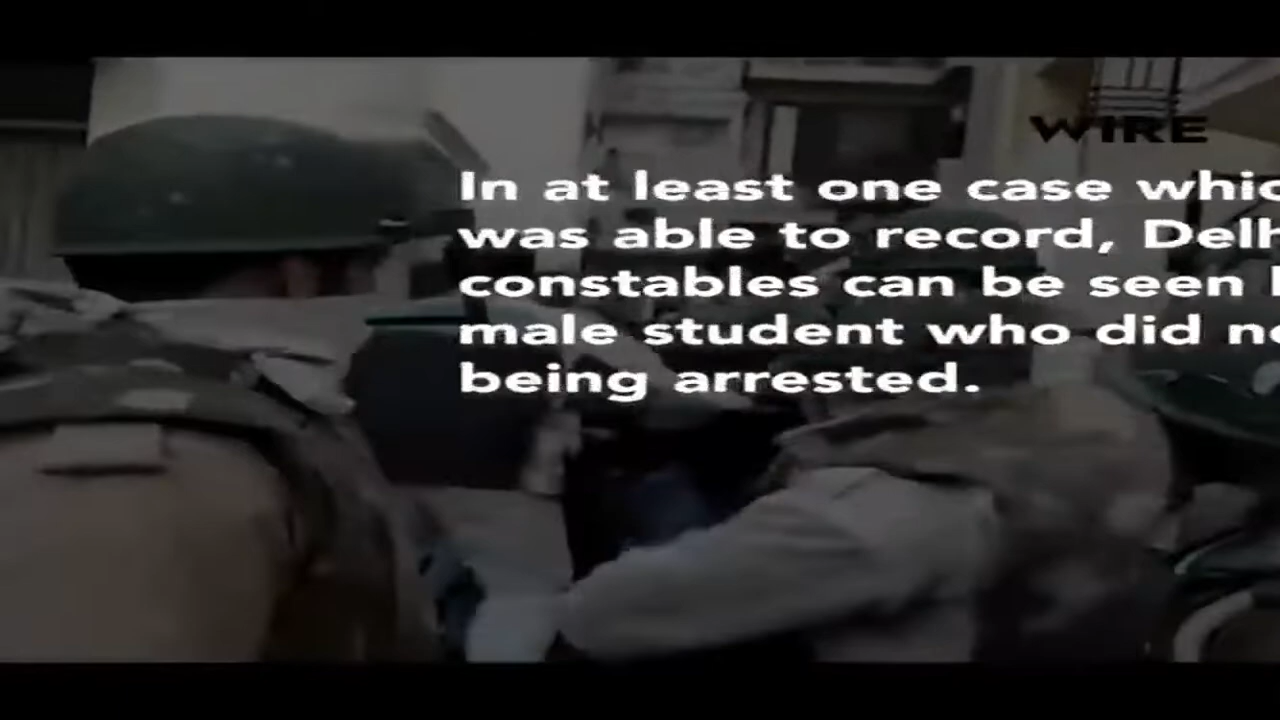 WIRE
In at least one case whic
was able to record, Delh
constables can be seen
male student who did n
being arrested.